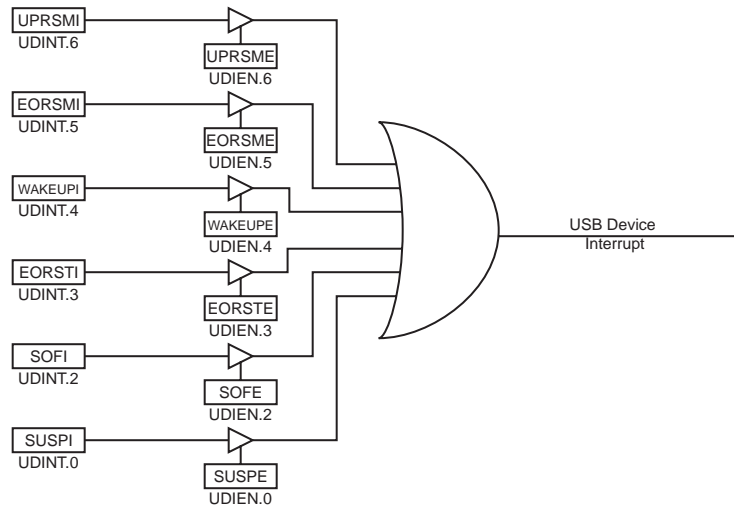 UPRSMI
UDINT.6
UPRSME
UDIEN.6
EORSMI
UDINT.5
EORSME
UDIEN.5
WAKEUPI
UDINT.4
WAKEUPE
UDIEN.4
EORSTI
UDINT.3
EORSTE
UDIEN.3
SOFI
UDINT.2
SOFE
UDIEN.2
SUSPI
UDINT.0
SUSPE
UDIEN.0
USB Device
Interrupt